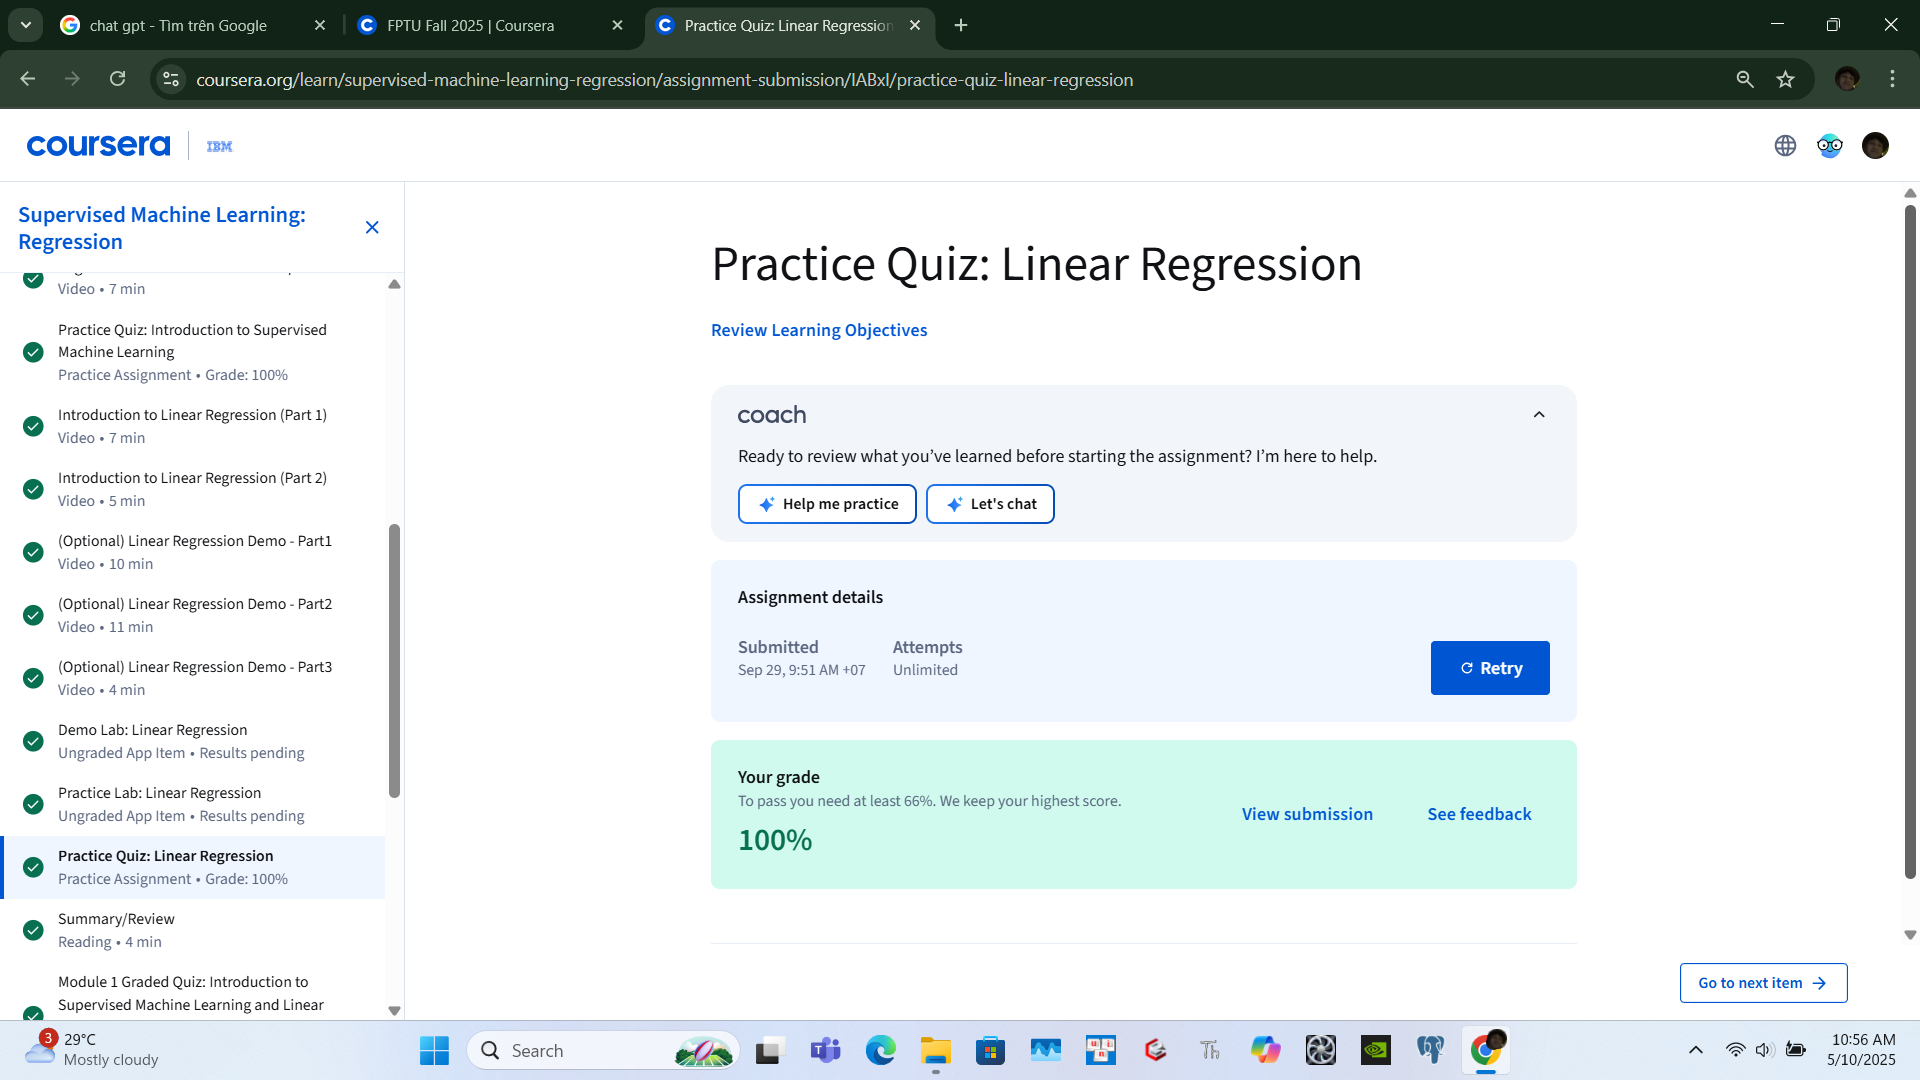 chat gpt - Tìm trên Google
FPTU Fall 2025 | Coursera
Practice Quiz: Linear Regression
coursera.org/learn/supervised-machine-learning-regression/assignment-submission/IABxl/practice-quiz-linear-regression
coursera
IBM
Supervised Machine Learning:
Regression
Video • 7 min
Practice Quiz: Introduction to Supervised
Machine Learning
Practice Assignment • Grade: 100%
Introduction to Linear Regression (Part 1)
Video • 7 min
Introduction to Linear Regression (Part 2)
Video • 5 min
(Optional) Linear Regression Demo - Part1
Video • 10 min
(Optional) Linear Regression Demo - Part2
Video • 11 min
(Optional) Linear Regression Demo - Part3
Video • 4 min
Demo Lab: Linear Regression
Ungraded App Item • Results pending
Practice Lab: Linear Regression
Ungraded App Item • Results pending
Practice Quiz: Linear Regression
Practice Assignment • Grade: 100%
Summary/Review
Reading • 4 min
Module 1 Graded Quiz: Introduction to
Supervised Machine Learning and Linear
Practice Quiz: Linear Regression
Review Learning Objectives
coach
Ready to review what you’ve learned before starting the assignment? I’m here to help.
Help me practice
Let's chat
Assignment details
Submitted
Sep 29, 9:51 AM +07
Attempts
Unlimited
Retry
Your grade
To pass you need at least 66%. We keep your highest score.
100%
View submission
See feedback
Go to next item
3
29°C
Mostly cloudy
Search
Th
10:56 AM
5/10/2025